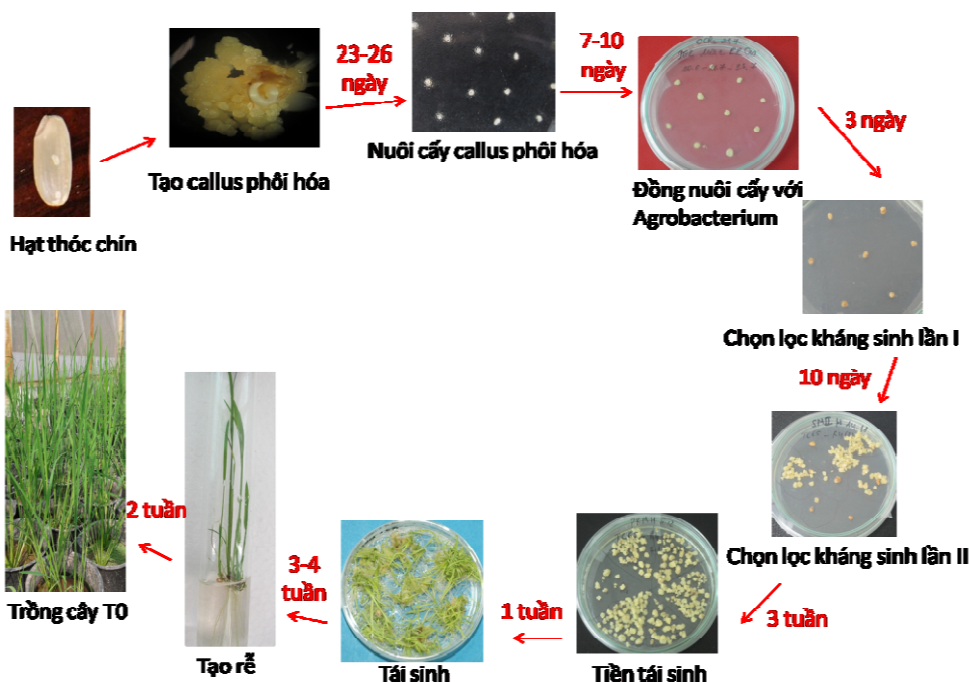 Hạt thóc chín
Tạo callus phôi hóa
23-26
ngày
Nuôi cấy callus phôi hóa
7-10
ngày
Đồng nuôi cấy với
Agrobacterium
3 ngày
Chọn lọc kháng sinh lần I
10 ngày
Chọn lọc kháng sinh lần II
3 tuần
Tiền tái sinh
1 tuần
Tái sinh
3-4
tuần
Tạo rễ
2 tuần
Trồng cây T0